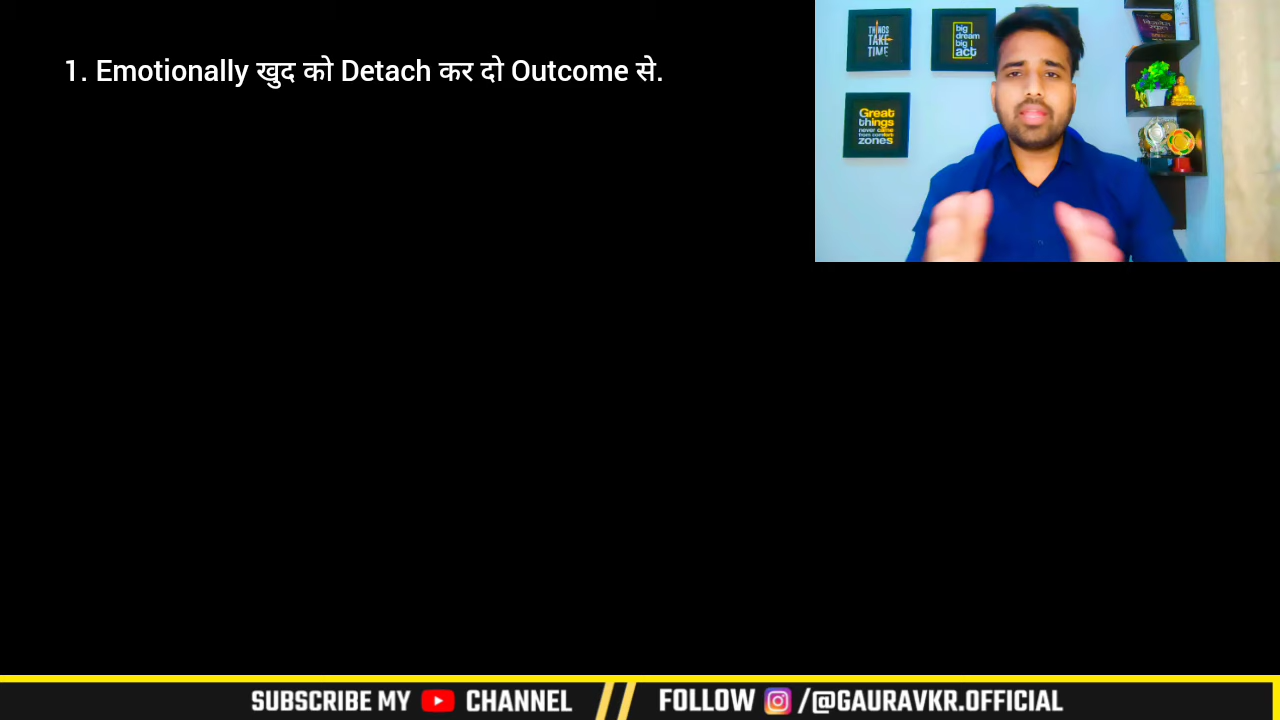 1. Emotionally खुद को Detach कर दो Outcome से.
THINGS
TAKE
TIME
big
dream
big
act
Great
things
never came
from comfort
zones
SUBSCRIBE MY CHANNEL
FOLLOW /@GAURAVKR.OFFICIAL